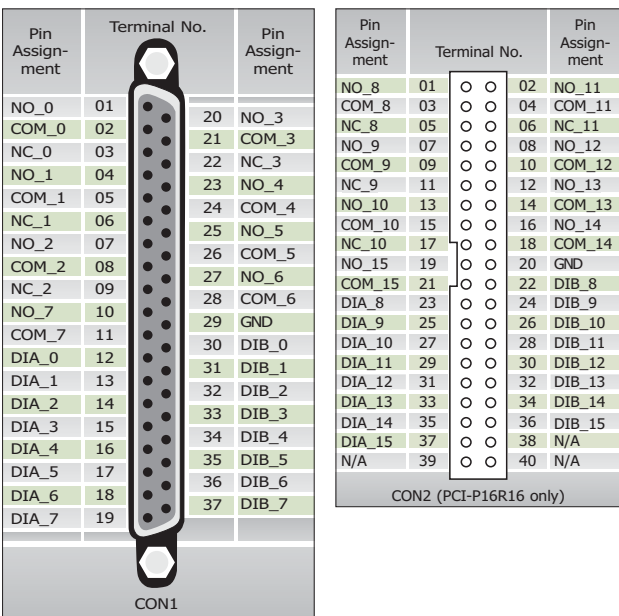 Pin Assign- ment Terminal No. Pin Assign- ment
NO_0 01
COM_0 02
NC_0 03
NO_1 04
COM_1 05
NC_1 06
NO_2 07
COM_2 08
NC_2 09
NO_7 10
COM_7 11
DIA_0 12
DIA_1 13
DIA_2 14
DIA_3 15
DIA_4 16
DIA_5 17
DIA_6 18
DIA_7 19
20 NO_3
21 COM_3
22 NC_3
23 NO_4
24 COM_4
25 NO_5
26 COM_5
27 NO_6
28 COM_6
29 GND
30 DIB_0
31 DIB_1
32 DIB_2
33 DIB_3
34 DIB_4
35 DIB_5
36 DIB_6
37 DIB_7
CON1
Pin Assign- ment Terminal No. Pin Assign- ment
NO_8 01 02 NO_11
COM_8 03 04 COM_11
NC_8 05 06 NC_11
NO_9 07 08 NO_12
COM_9 09 10 COM_12
NC_9 11 12 NO_13
NO_10 13 14 COM_13
COM_10 15 16 NO_14
NC_10 17 18 COM_14
NO_15 19 20 GND
COM_15 21 22 DIB_8
DIA_8 23 24 DIB_9
DIA_9 25 26 DIB_10
DIA_10 27 28 DIB_11
DIA_11 29 30 DIB_12
DIA_12 31 32 DIB_13
DIA_13 33 34 DIB_14
DIA_14 35 36 DIB_15
DIA_15 37 38 N/A
N/A 39 40 N/A
CON2 (PCI-P16R16 only)